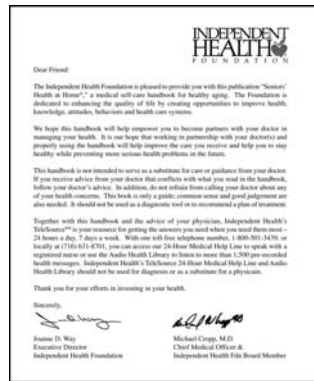 INDEPENDENT
HEALTH
FOUNDATION
Dear Friend:
The Independent Health Foundation is pleased to provide you with this publication "Seniors'
Health at Home®," a medical self-care handbook for healthy aging. The Foundation is
dedicated to enhancing the quality of life by creating opportunities to improve health,
knowledge, attitudes, behaviors and health care systems.
We hope this handbook will help empower you to become partners with your doctor in
managing your health. It is our hope that working in partnership with your doctor(s) and
properly using the handbook will help improve the care you receive and help you to stay
healthy while preventing more serious health problems in the future.
This handbook is not intended to serve as a substitute for care or guidance from your doctor.
If you receive advice from your doctor that conflicts with what you read in the handbook,
follow your doctor's advice. In addition, do not refrain from calling your doctor about any
of your health concerns. This book is only a guide; common sense and good judgement are
also needed. It should not be used as a diagnostic tool or to recommend a plan of treatment.
Together with this handbook and the advice of your physician, Independent Health's
TeleSource℠ is your resource for getting the answers you need when you need them most –
24 hours a day, 7 days a week. With one toll-free telephone number, 1-800-501-3439, or
locally at (716) 631-8701, you can access our 24-Hour Medical Help Line to speak with a
registered nurse or use the Audio Health Library to listen to more than 1,500 pre-recorded
health messages. Independent Health's TeleSource 24-Hour Medical Help Line and Audio
Health Library should not be used for diagnosis or as a substitute for a physician.
Thank you for your efforts in investing in your health.
Sincerely,
Joanne D. Way Michael Cropp, M.D.
Executive Director Chief Medical Officer &
Independent Health Foundation Independent Health Fdn Board Member